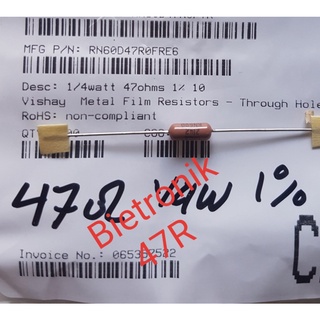 MFG P/N: RN60D47R0FRE6
Desc: 1/4watt 47ohms 1% 10
Vishay Metal Film Resistors - Through Hole
RoHS: non-compliant
47Ω 1/4W 1%
Bietronik
47R
Invoice No.: